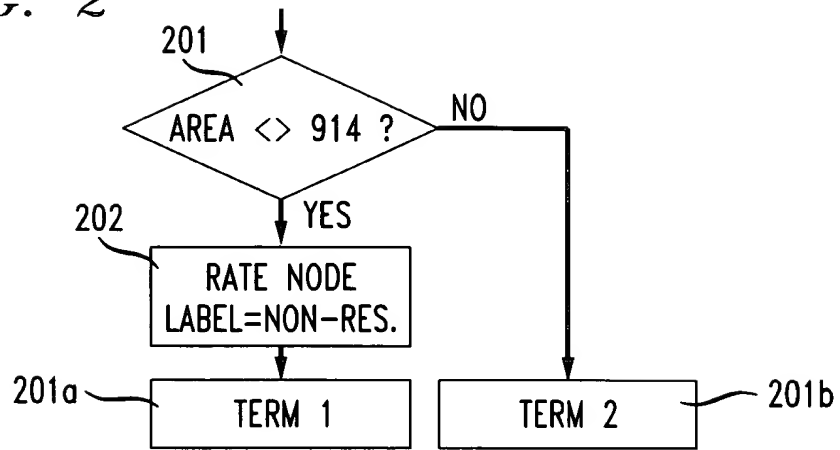 G. 2
201
AREA <> 914 ?
NO
YES
202
RATE NODE
LABEL=NON-RES.
201a
TERM 1
TERM 2
201b